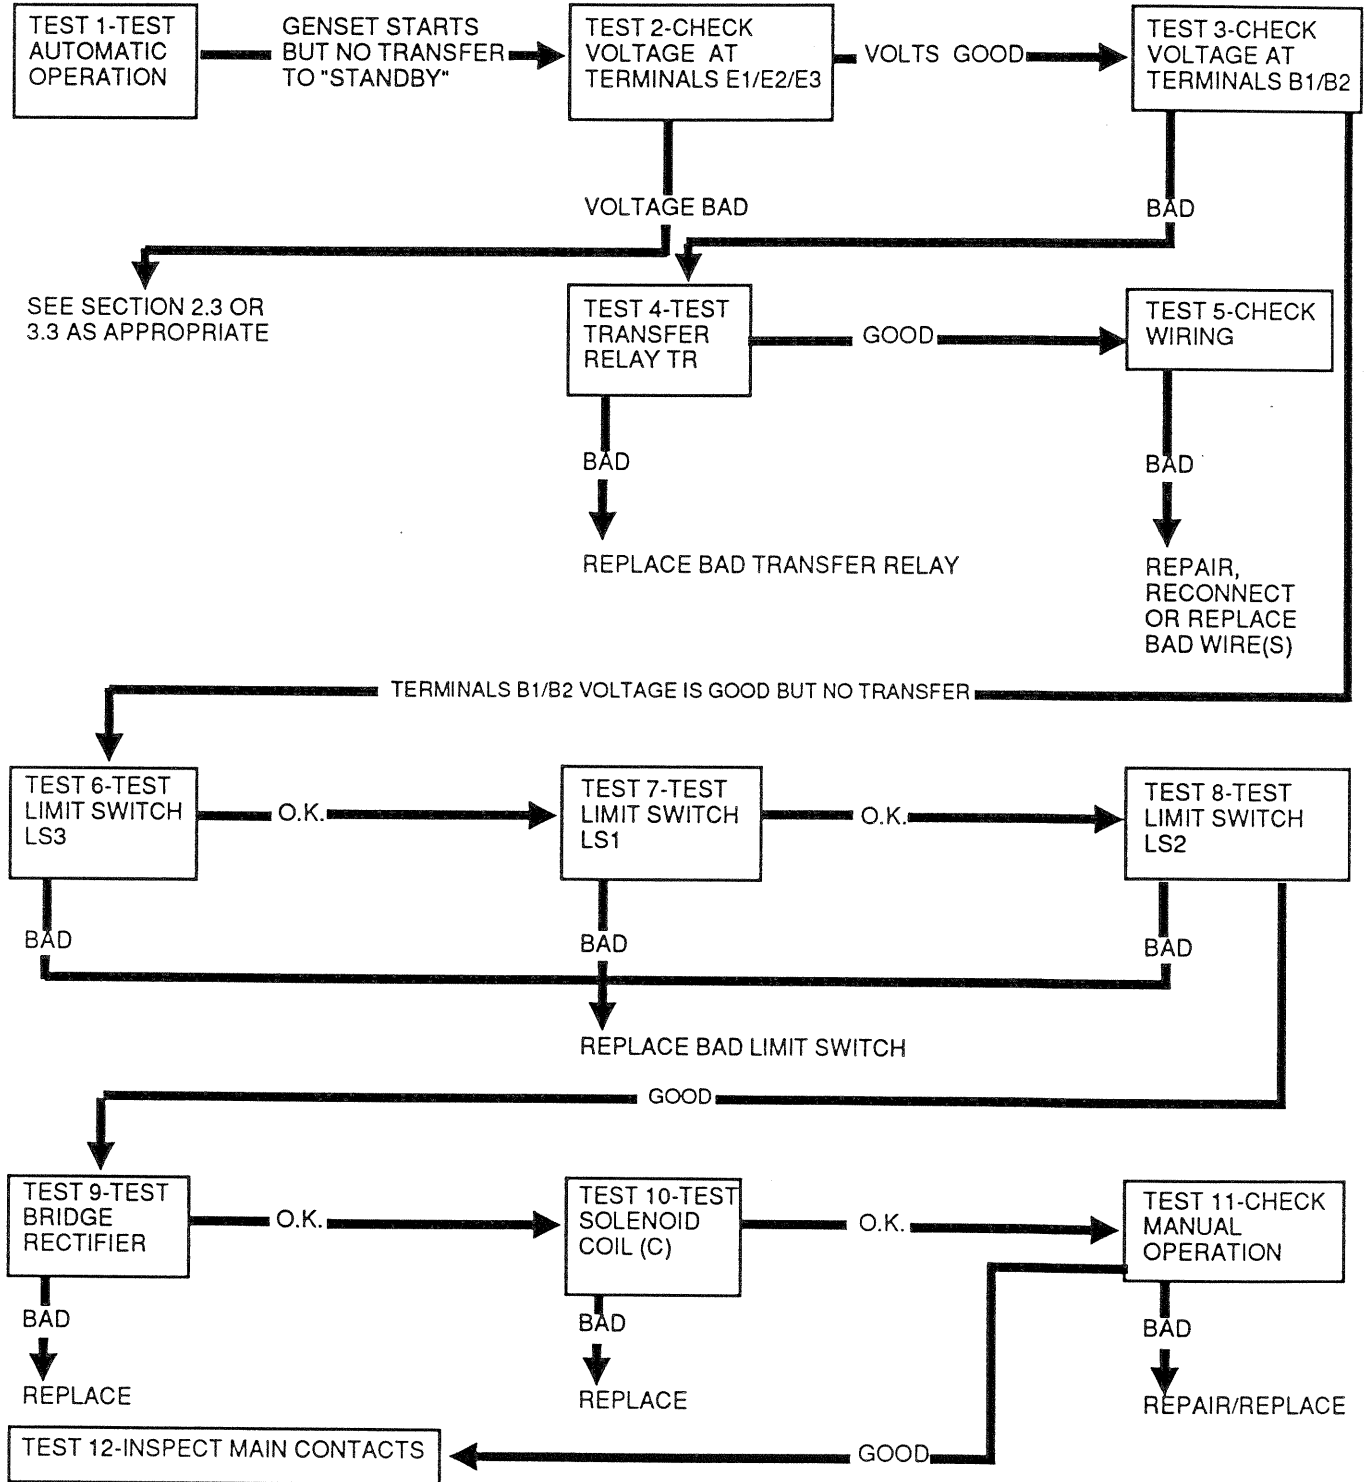 TEST 1-TEST
AUTOMATIC
OPERATION
GENSET STARTS
BUT NO TRANSFER
TO "STANDBY"
TEST 2-CHECK
VOLTAGE AT
TERMINALS E1/E2/E3
VOLTS GOOD
TEST 3-CHECK
VOLTAGE AT
TERMINALS B1/B2
VOLTAGE BAD
BAD
SEE SECTION 2.3 OR
3.3 AS APPROPRIATE
TEST 4-TEST
TRANSFER
RELAY TR
GOOD
TEST 5-CHECK
WIRING
BAD
BAD
REPLACE BAD TRANSFER RELAY
REPAIR,
RECONNECT
OR REPLACE
BAD WIRE(S)
TERMINALS B1/B2 VOLTAGE IS GOOD BUT NO TRANSFER
TEST 6-TEST
LIMIT SWITCH
LS3
O.K.
TEST 7-TEST
LIMIT SWITCH
LS1
O.K.
TEST 8-TEST
LIMIT SWITCH
LS2
BAD
BAD
BAD
REPLACE BAD LIMIT SWITCH
GOOD
TEST 9-TEST
BRIDGE
RECTIFIER
O.K.
TEST 10-TEST
SOLENOID
COIL (C)
O.K.
TEST 11-CHECK
MANUAL
OPERATION
BAD
BAD
BAD
REPLACE
REPLACE
REPAIR/REPLACE
TEST 12-INSPECT MAIN CONTACTS
GOOD